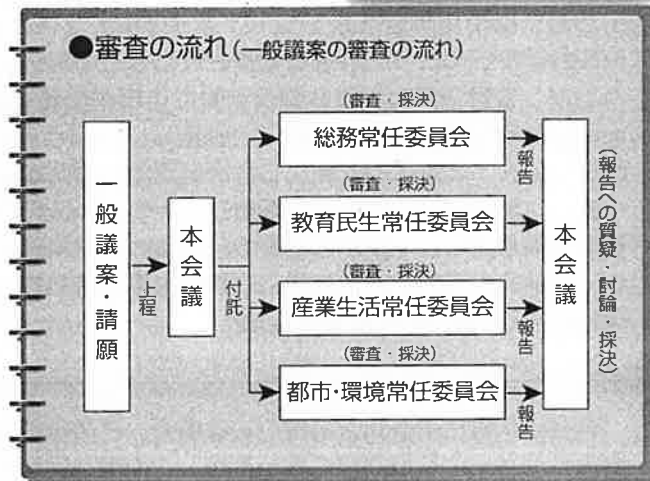 ●審査の流れ(一般議案の審査の流れ)
一般議案・請願
上程
本会議
付託
(審査・採決)
総務常任委員会
報告
(審査・採決)
教育民生常任委員会
(審査・採決)
産業生活常任委員会
報告
(審査・採決)
都市・環境常任委員会
報告
本会議
(報告への質疑・討論・採決)